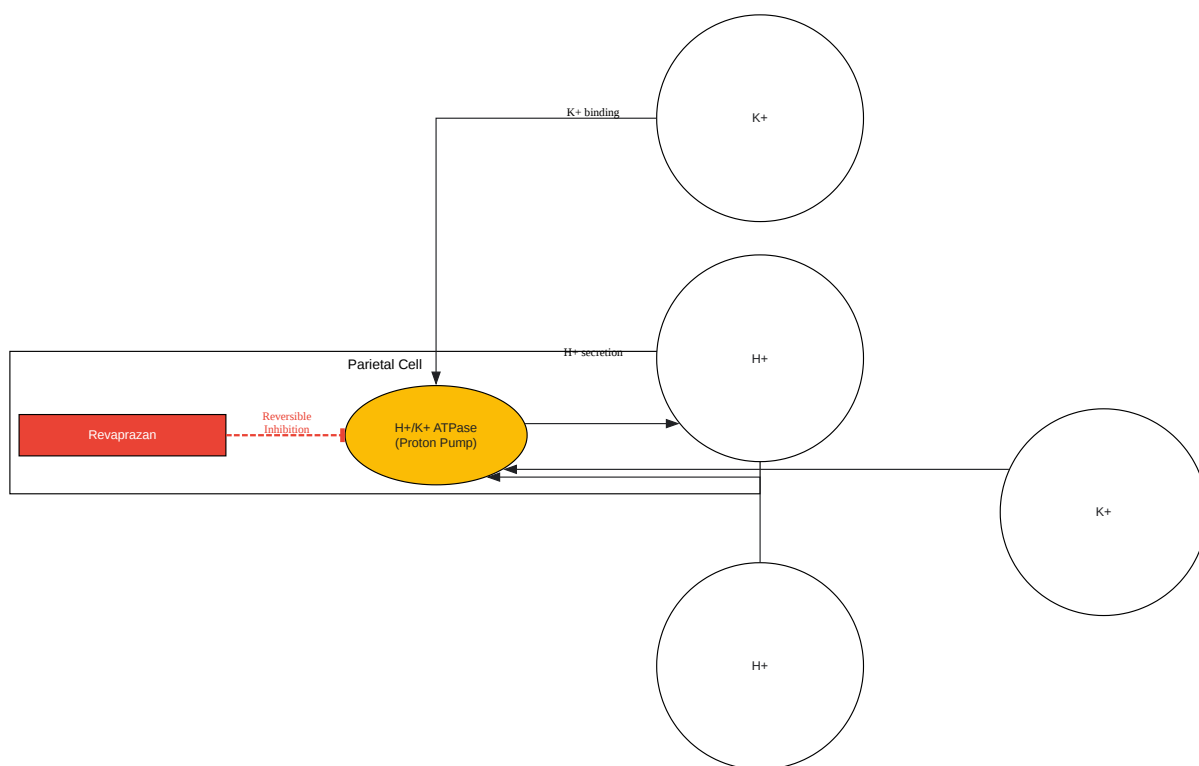 K+ binding
K+
H+ secretion
H+
Parietal Cell
Revaprazan
Reversible
Inhibition
H+/K+ ATPase
(Proton Pump)
K+
H+